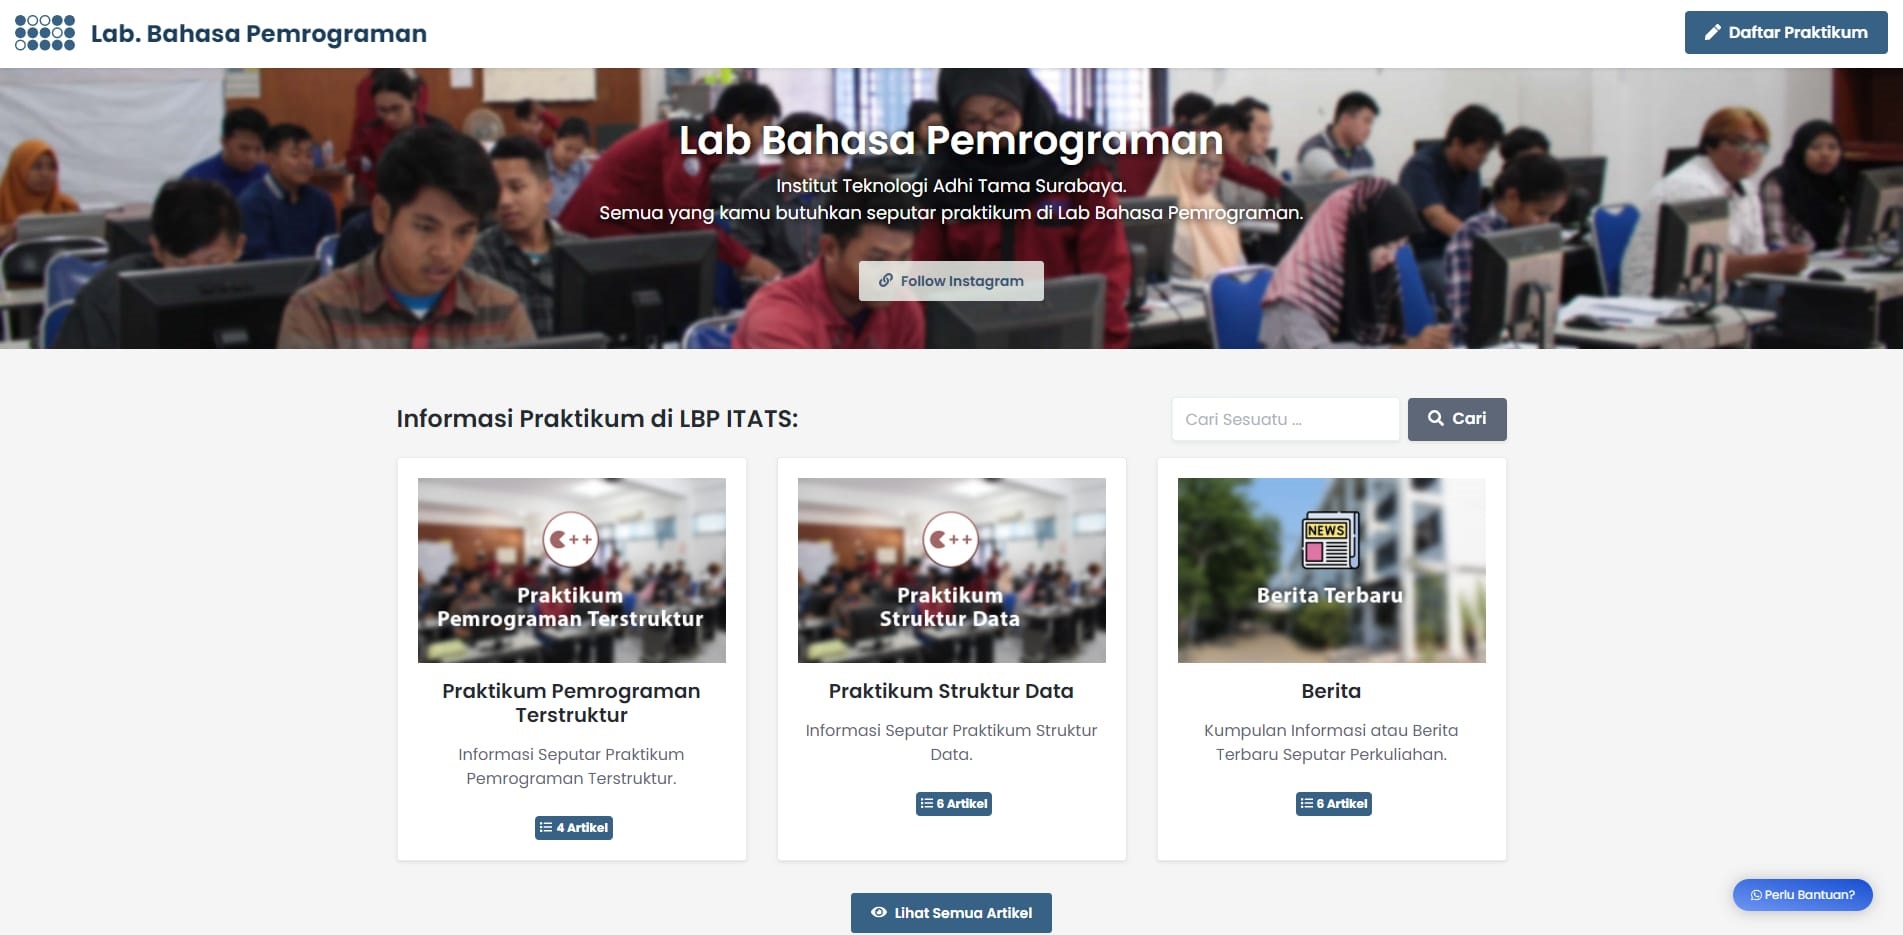 Lab. Bahasa Pemrograman
Daftar Praktikum
Lab Bahasa Pemrograman
Institut Teknologi Adhi Tama Surabaya.
Semua yang kamu butuhkan seputar praktikum di Lab Bahasa Pemrograman.
Follow Instagram
Informasi Praktikum di LBP ITATS:
Cari Sesuatu ...
Cari
C++
Praktikum
Pemrograman Terstruktur
Praktikum Pemrograman
Terstruktur
Informasi Seputar Praktikum
Pemrograman Terstruktur.
4 Artikel
C++
Praktikum
Struktur Data
Praktikum Struktur Data
Informasi Seputar Praktikum Struktur
Data.
6 Artikel
NEWS
Berita Terbaru
Berita
Kumpulan Informasi atau Berita
Terbaru Seputar Perkuliahan.
6 Artikel
Lihat Semua Artikel
Perlu Bantuan?